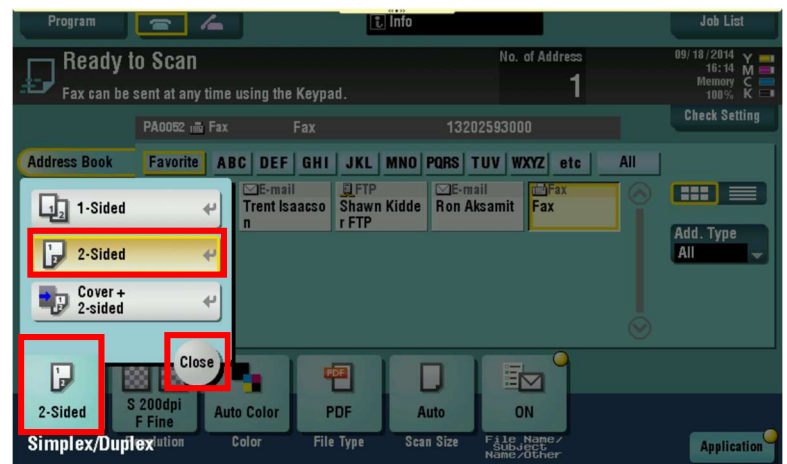 Program
Info
Job List
Ready to Scan
No. of Address
1
Fax can be sent at any time using the Keypad.
09/18/2014
16:14
Memory
100%
Y
M
C
K
Check Setting
PA0052 Fax Fax 13202593000
Address Book
Favorite ABC DEF GHI JKL MNO PQRS TUV WXYZ etc All
E-mail
Trent Isaacso
n
FTP
Shawn Kidde
r FTP
E-mail
Ron Aksamit
Fax
Fax
Add. Type
All
1-Sided
2-Sided
Cover +
2-sided
Close
2-Sided
S 200dpi
F Fine
Auto Color
PDF
PDF
Auto
ON
Simplex/Duplex
Color
File Type
Scan Size
File Name/
Subject
Name/Other
Application